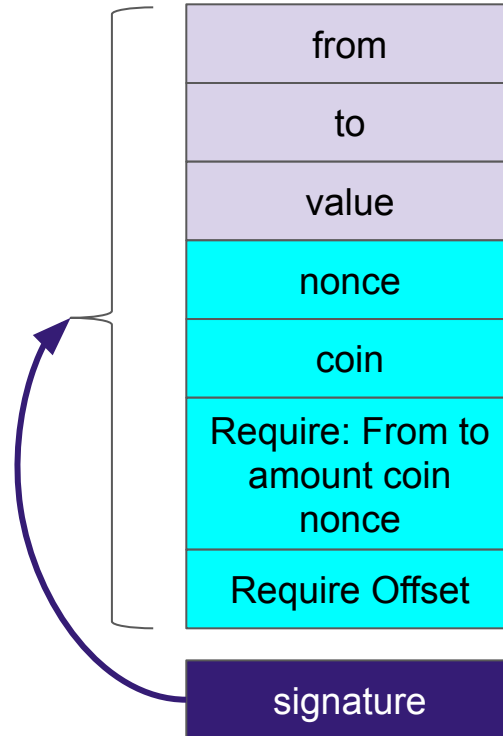 from
to
value
nonce
coin
Require: From to
amount coin
nonce
Require Offset
signature